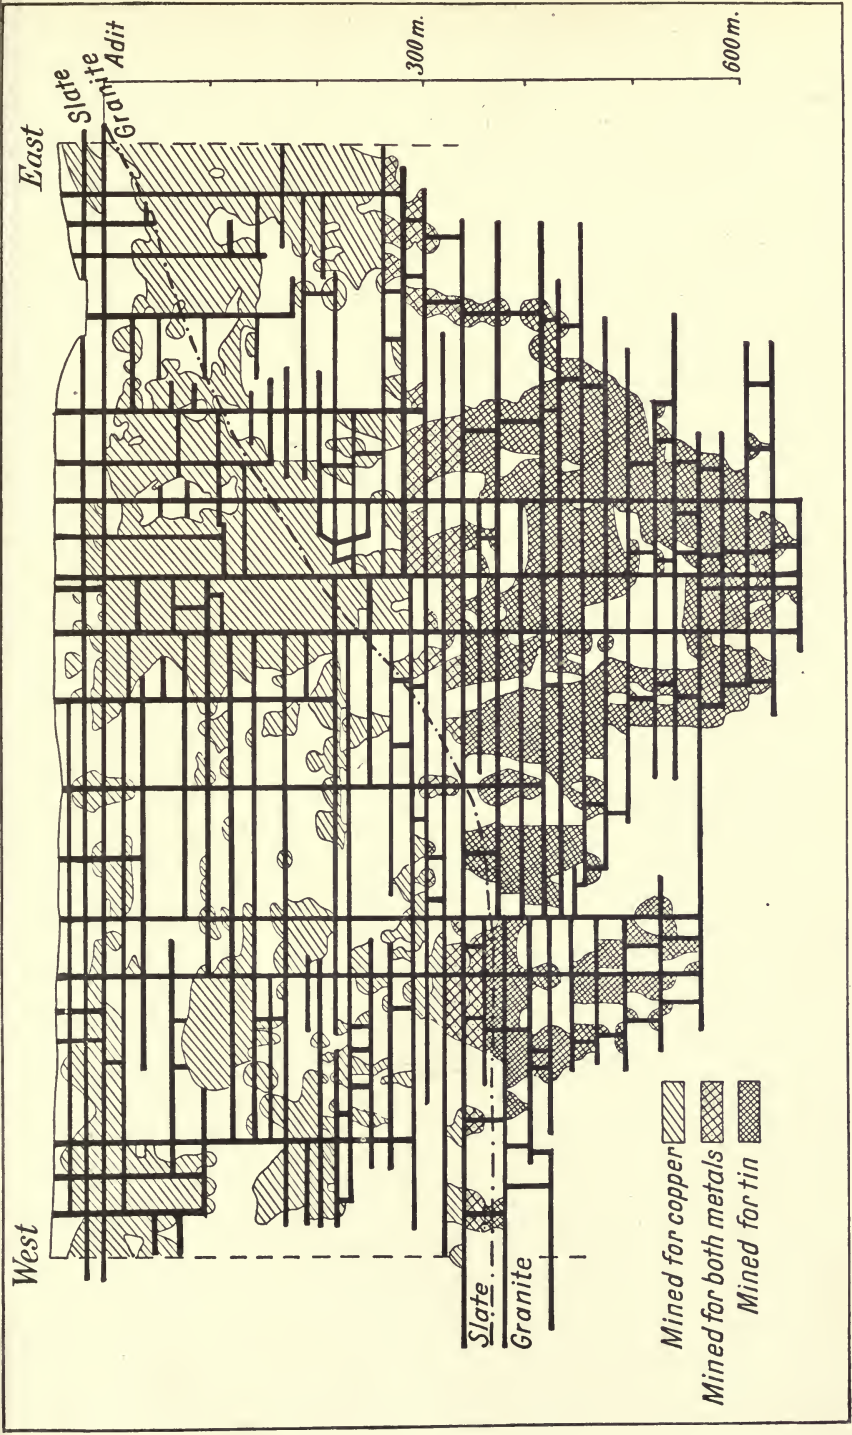 West
East
Slate
Granite
Adit
300m.
600m.
Slate
Granite
Mined for copper
Mined for both metals
Mined for tin